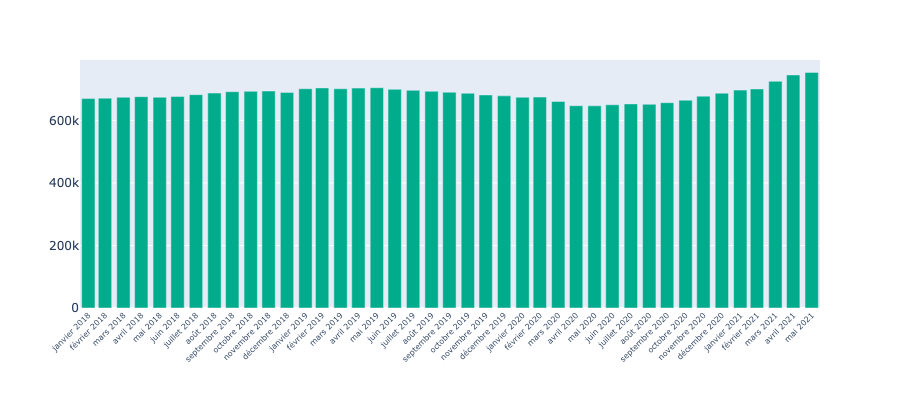 600k
400k
200k
0
janvier 2018
février 2018
mars 2018
avril 2018
mai 2018
juin 2018
juillet 2018
août 2018
septembre 2018
octobre 2018
novembre 2018
décembre 2018
janvier 2019
février 2019
mars 2019
avril 2019
mai 2019
juin 2019
juillet 2019
août 2019
septembre 2019
octobre 2019
novembre 2019
décembre 2019
janvier 2020
février 2020
mars 2020
avril 2020
mai 2020
juin 2020
juillet 2020
août 2020
septembre 2020
octobre 2020
novembre 2020
décembre 2020
janvier 2021
février 2021
mars 2021
avril 2021
mai 2021